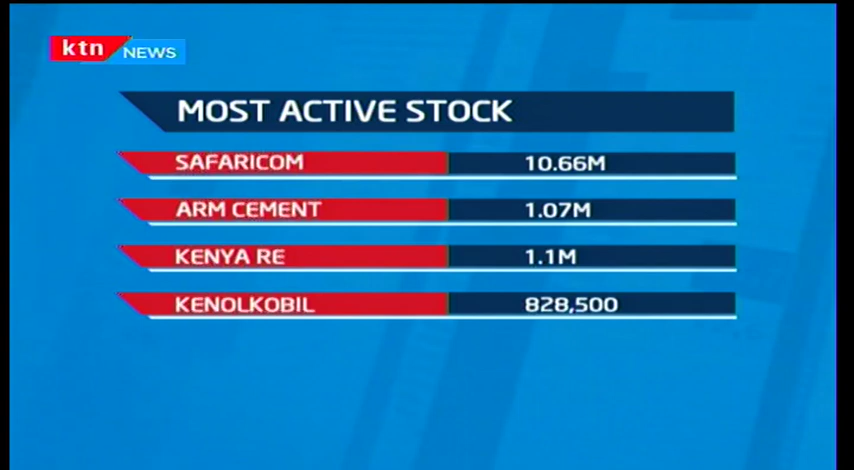 ktn NEWS
MOST ACTIVE STOCK
SAFARICOM 10.66M
ARM CEMENT 1.07M
KENYA RE 1.1M
KENOLKOBIL 828,500